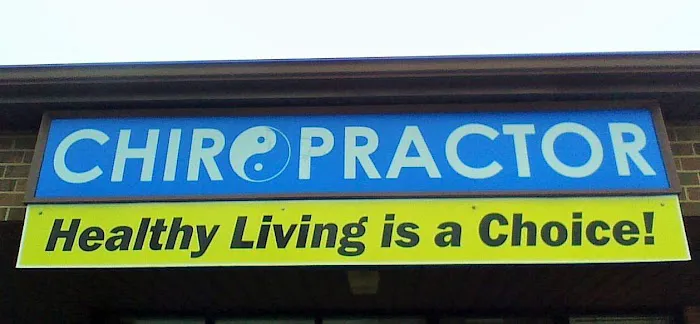 CHIROPRACTOR
Healthy Living is a Choice!